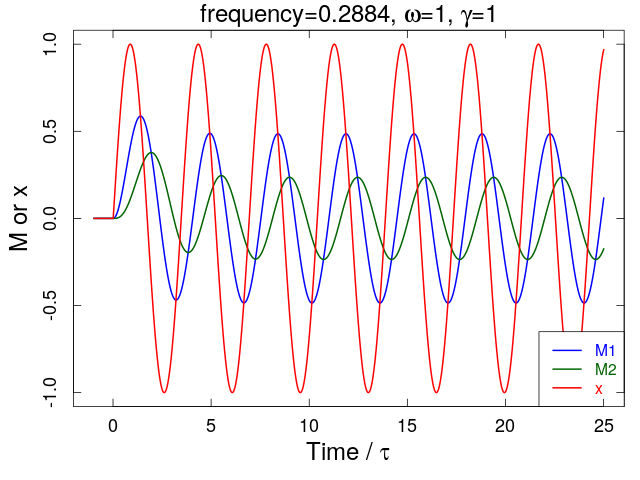 frequency=0.2884, ω=1, γ=1
M or x
1.0
0.5
0.0
-0.5
-1.0
M1
M2
x
0 5 10 15 20 25
Time / τ